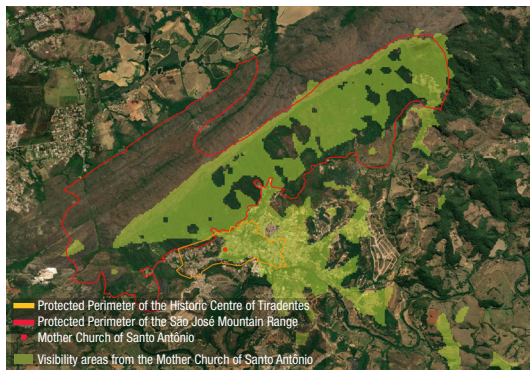 Protected Perimeter of the Historic Centre of Tiradentes
Protected Perimeter of the São José Mountain Range
Mother Church of Santo Antônio
Visibility areas from the Mother Church of Santo Antônio